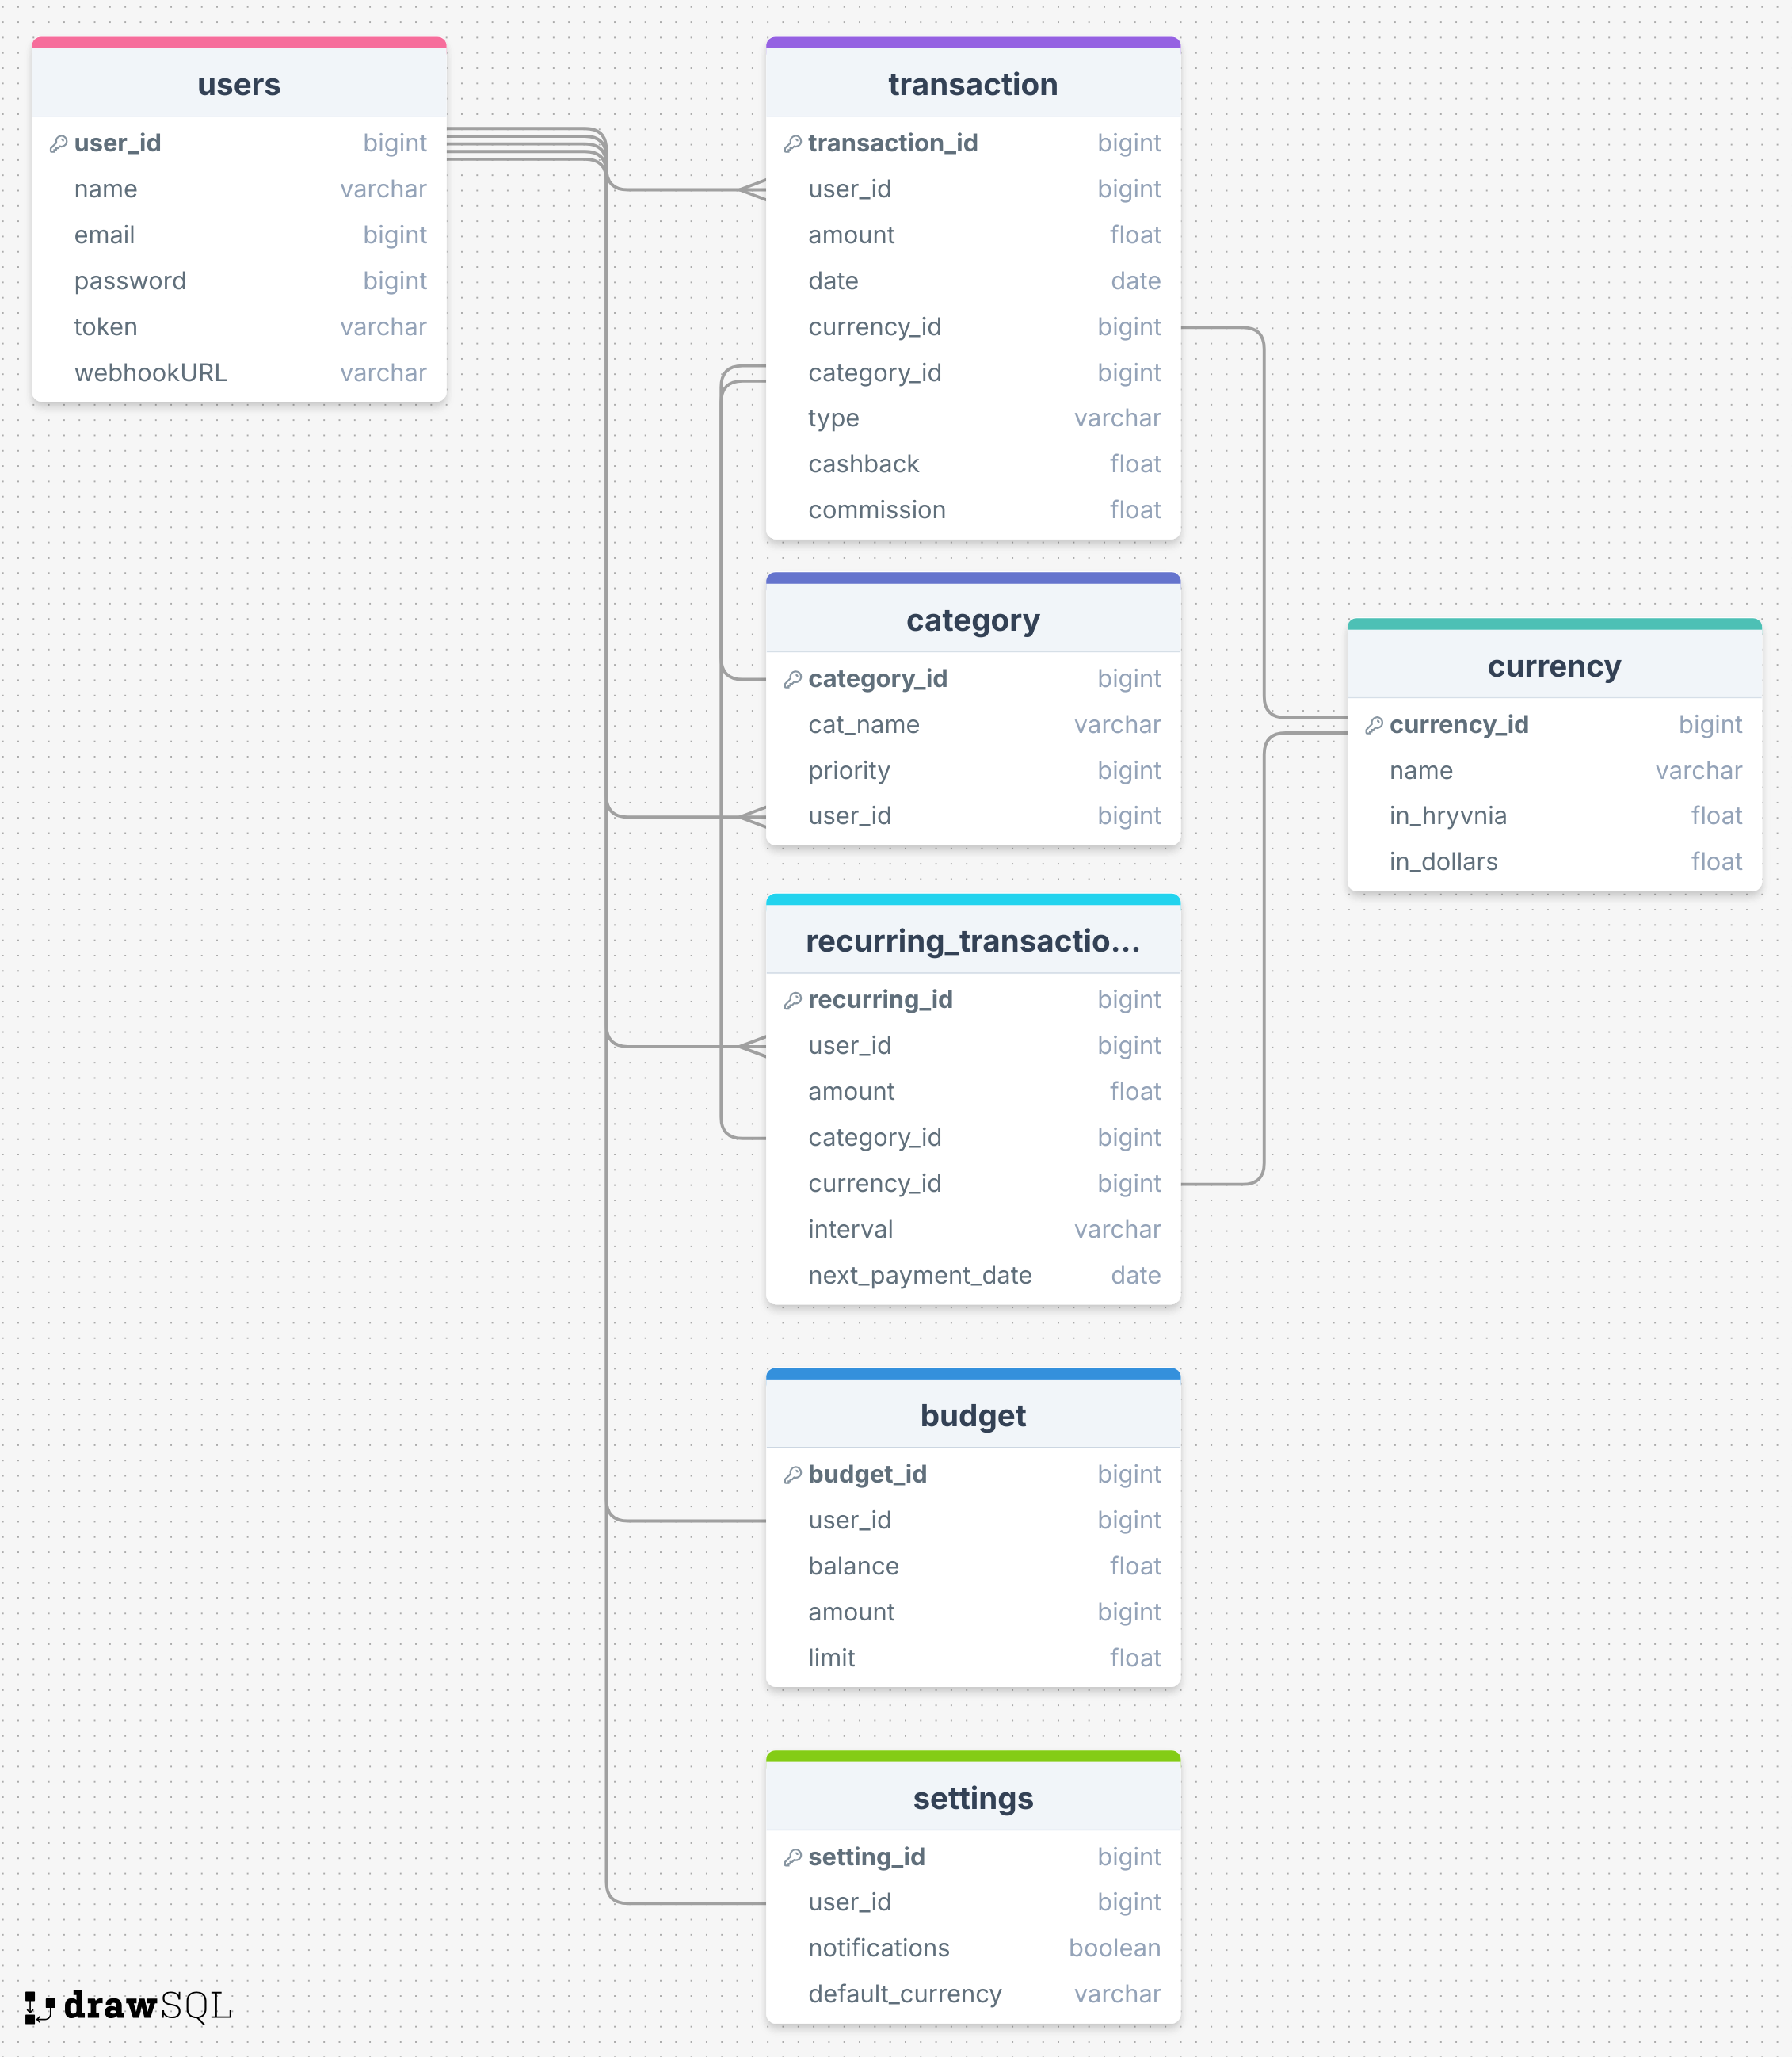 users
user_id bigint
name varchar
email bigint
password bigint
token varchar
webhookURL varchar
transaction
transaction_id bigint
user_id bigint
amount float
date date
currency_id bigint
category_id bigint
type varchar
cashback float
commission float
category
category_id bigint
cat_name varchar
priority bigint
user_id bigint
currency
currency_id bigint
name varchar
in_hryvnia float
in_dollars float
recurring_transactio...
recurring_id bigint
user_id bigint
amount float
category_id bigint
currency_id bigint
interval varchar
next_payment_date date
budget
budget_id bigint
user_id bigint
balance float
amount bigint
limit float
settings
setting_id bigint
user_id bigint
notifications boolean
default_currency varchar
drawSQL